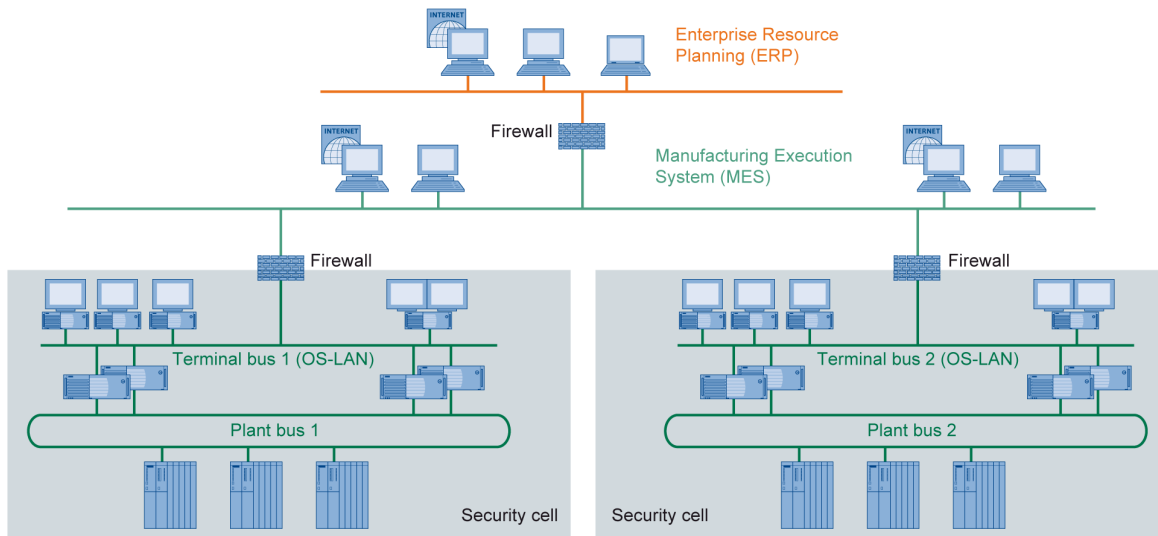 INTERNET
Enterprise Resource
Planning (ERP)
Firewall
INTERNET
INTERNET
Manufacturing Execution
System (MES)
Firewall
Firewall
Terminal bus 1 (OS-LAN)
Terminal bus 2 (OS-LAN)
Plant bus 1
Plant bus 2
Security cell
Security cell